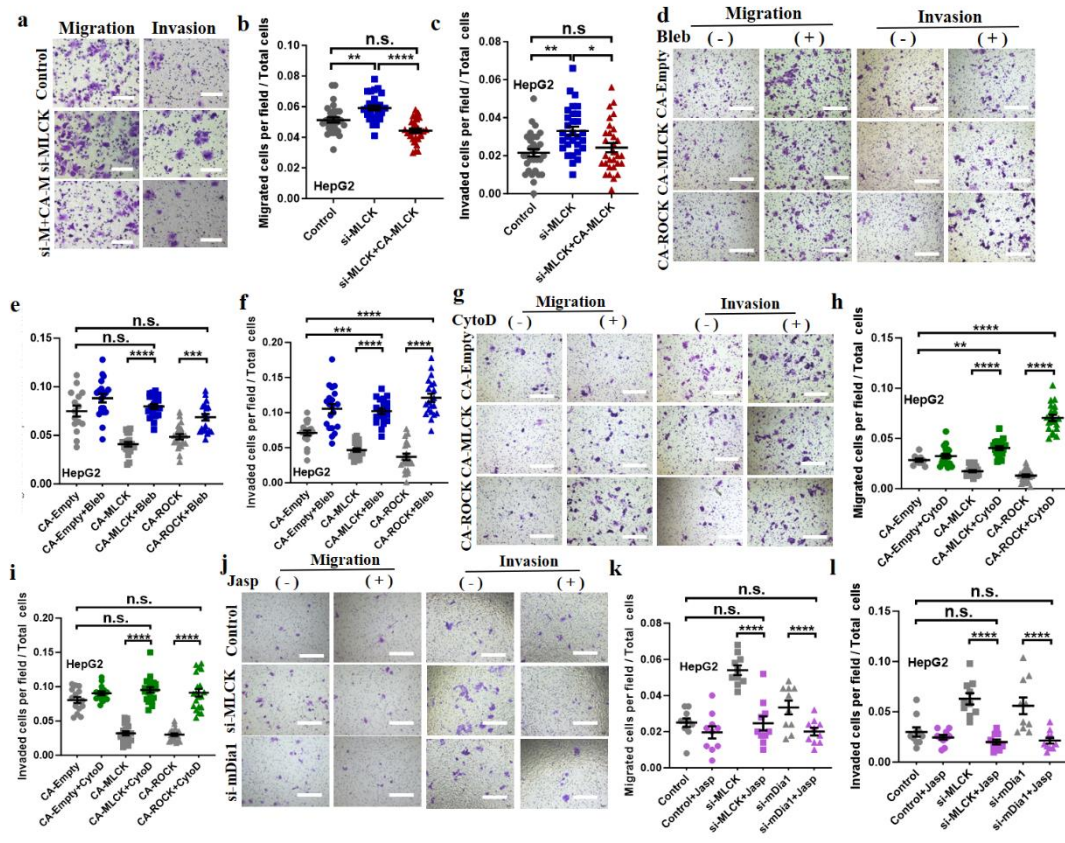 a
Migration Invasion
Control
si-MLCK
si-M+CA-M
b
Migrated cells per field / Total cells
0.10
0.08
0.06
0.04
0.02
0.00
n.s.
** ****
HepG2
Control
si-MLCK
si-MLCK+CA-MLCK
c
Invaded cells per field / Total cells
0.08
0.06
0.04
0.02
0.00
n.s
** *
HepG2
Control
si-MLCK
si-MLCK+CA-MLCK
d
Migration Invasion
Bleb (-) (+) (-) (+)
CA-Empty
CA-MLCK
CA-ROCK
e
0.15
0.10
0.05
0.00
n.s.
n.s.
**** ***
HepG2
CA-Empty
CA-Empty+Bleb
CA-MLCK
CA-MLCK+Bleb
CA-ROCK
CA-ROCK+Bleb
f
Invaded cells per field / Total cells
0.20
0.15
0.10
0.05
0.00
****
***
**** ****
HepG2
CA-Empty
CA-Empty+Bleb
CA-MLCK
CA-MLCK+Bleb
CA-ROCK
CA-ROCK+Bleb
g
Migration Invasion
CytoD (-) (+) (-) (+)
CA-Empty
CA-MLCK
CA-ROCK
h
Migrated cells per field / Total cells
0.15
0.10
0.05
0.00
****
**
**** ****
HepG2
CA-Empty
CA-Empty+CytoD
CA-MLCK
CA-MLCK+CytoD
CA-ROCK
CA-ROCK+CytoD
i
Invaded cells per field / Total cells
0.20
0.15
0.10
0.05
0.00
n.s.
n.s.
**** ****
HepG2
CA-Empty
CA-Empty+CytoD
CA-MLCK
CA-MLCK+CytoD
CA-ROCK
CA-ROCK+CytoD
j
Migration Invasion
Jasp (-) (+) (-) (+)
Control
si-MLCK
si-mDia1
k
Migrated cells per field / Total cells
0.08
0.06
0.04
0.02
0.00
n.s.
n.s.
**** ****
HepG2
Control
Control+Jasp
si-MLCK
si-MLCK+Jasp
si-mDia1
si-mDia1+Jasp
l
Invaded cells per field / Total cells
0.15
0.10
0.05
0.00
n.s.
n.s.
**** ****
HepG2
Control
Control+Jasp
si-MLCK
si-MLCK+Jasp
si-mDia1
si-mDia1+Jasp